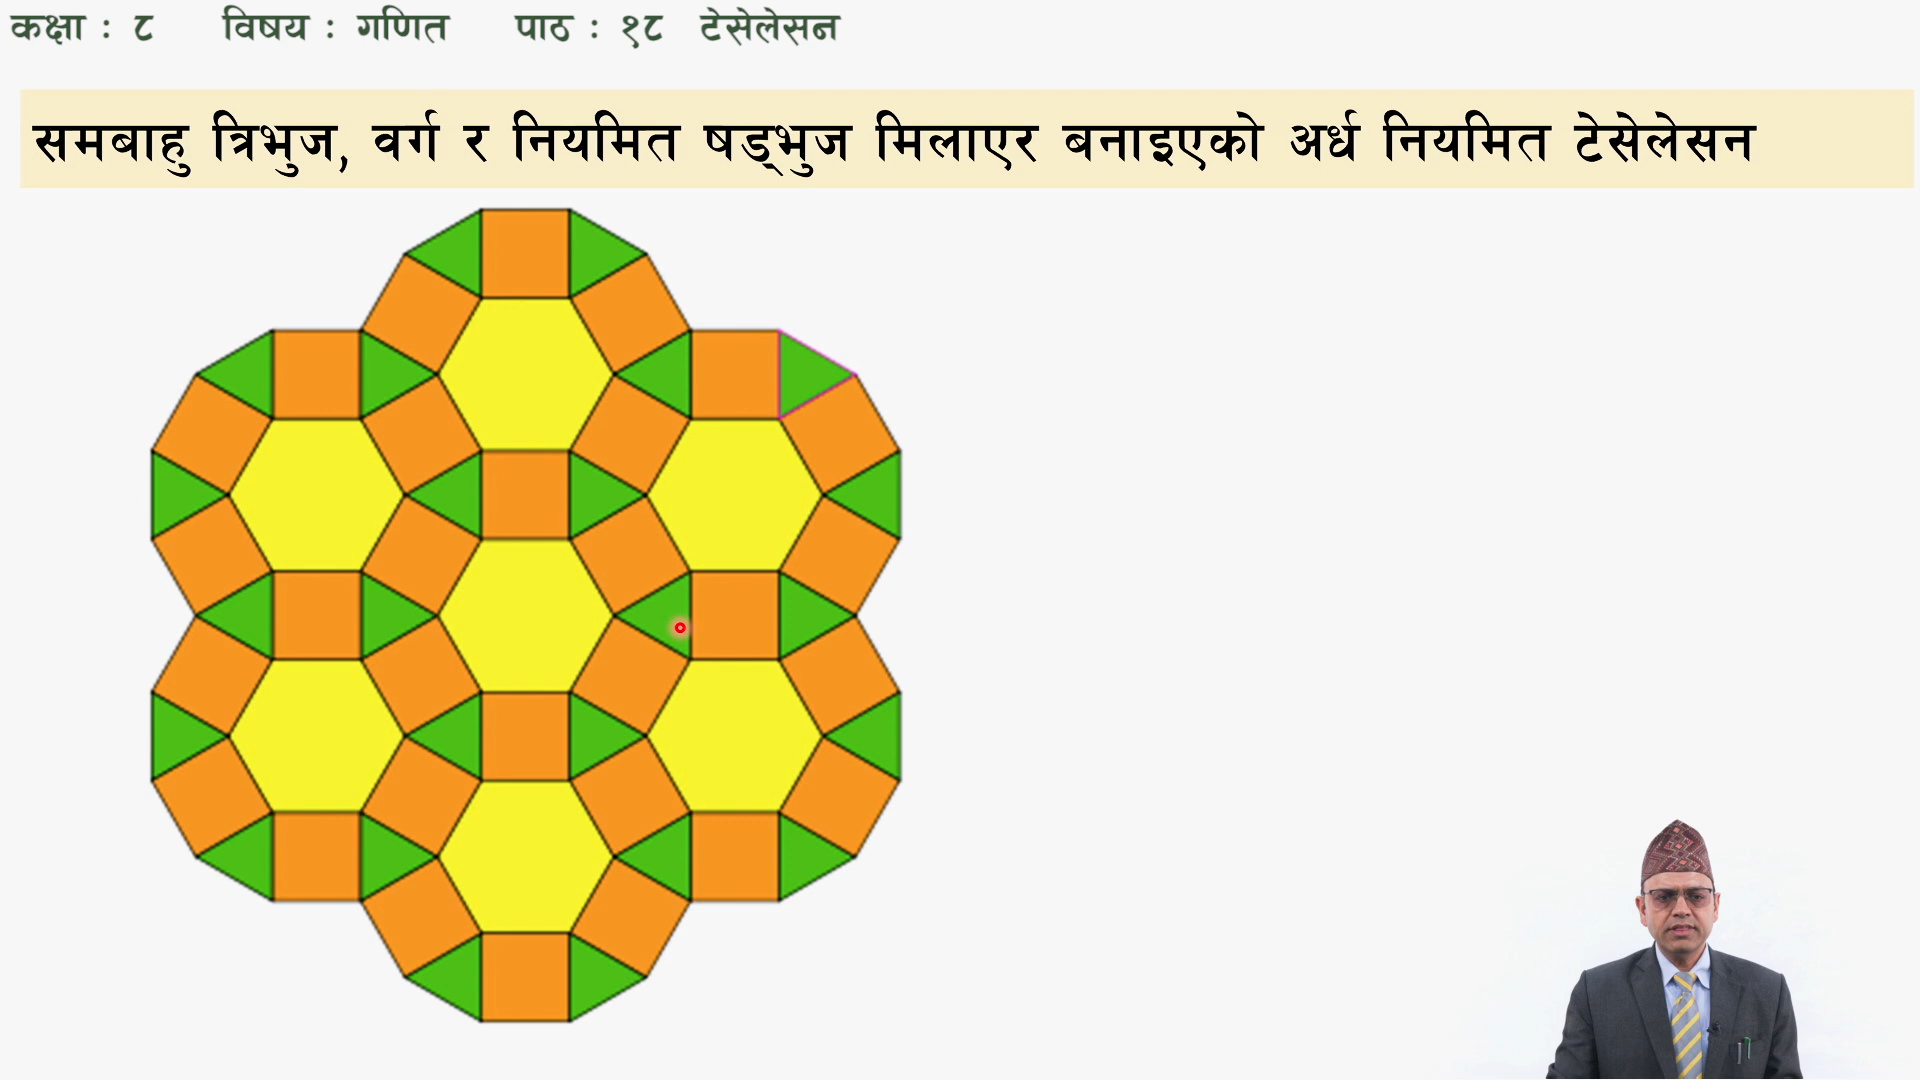 कक्षा : ८ विषय : गणित पाठ : १८ टेसेलेसन
समबाहु त्रिभुज, वर्ग र नियमित षड्भुज मिलाएर बनाइएको अर्ध नियमित टेसेलेसन